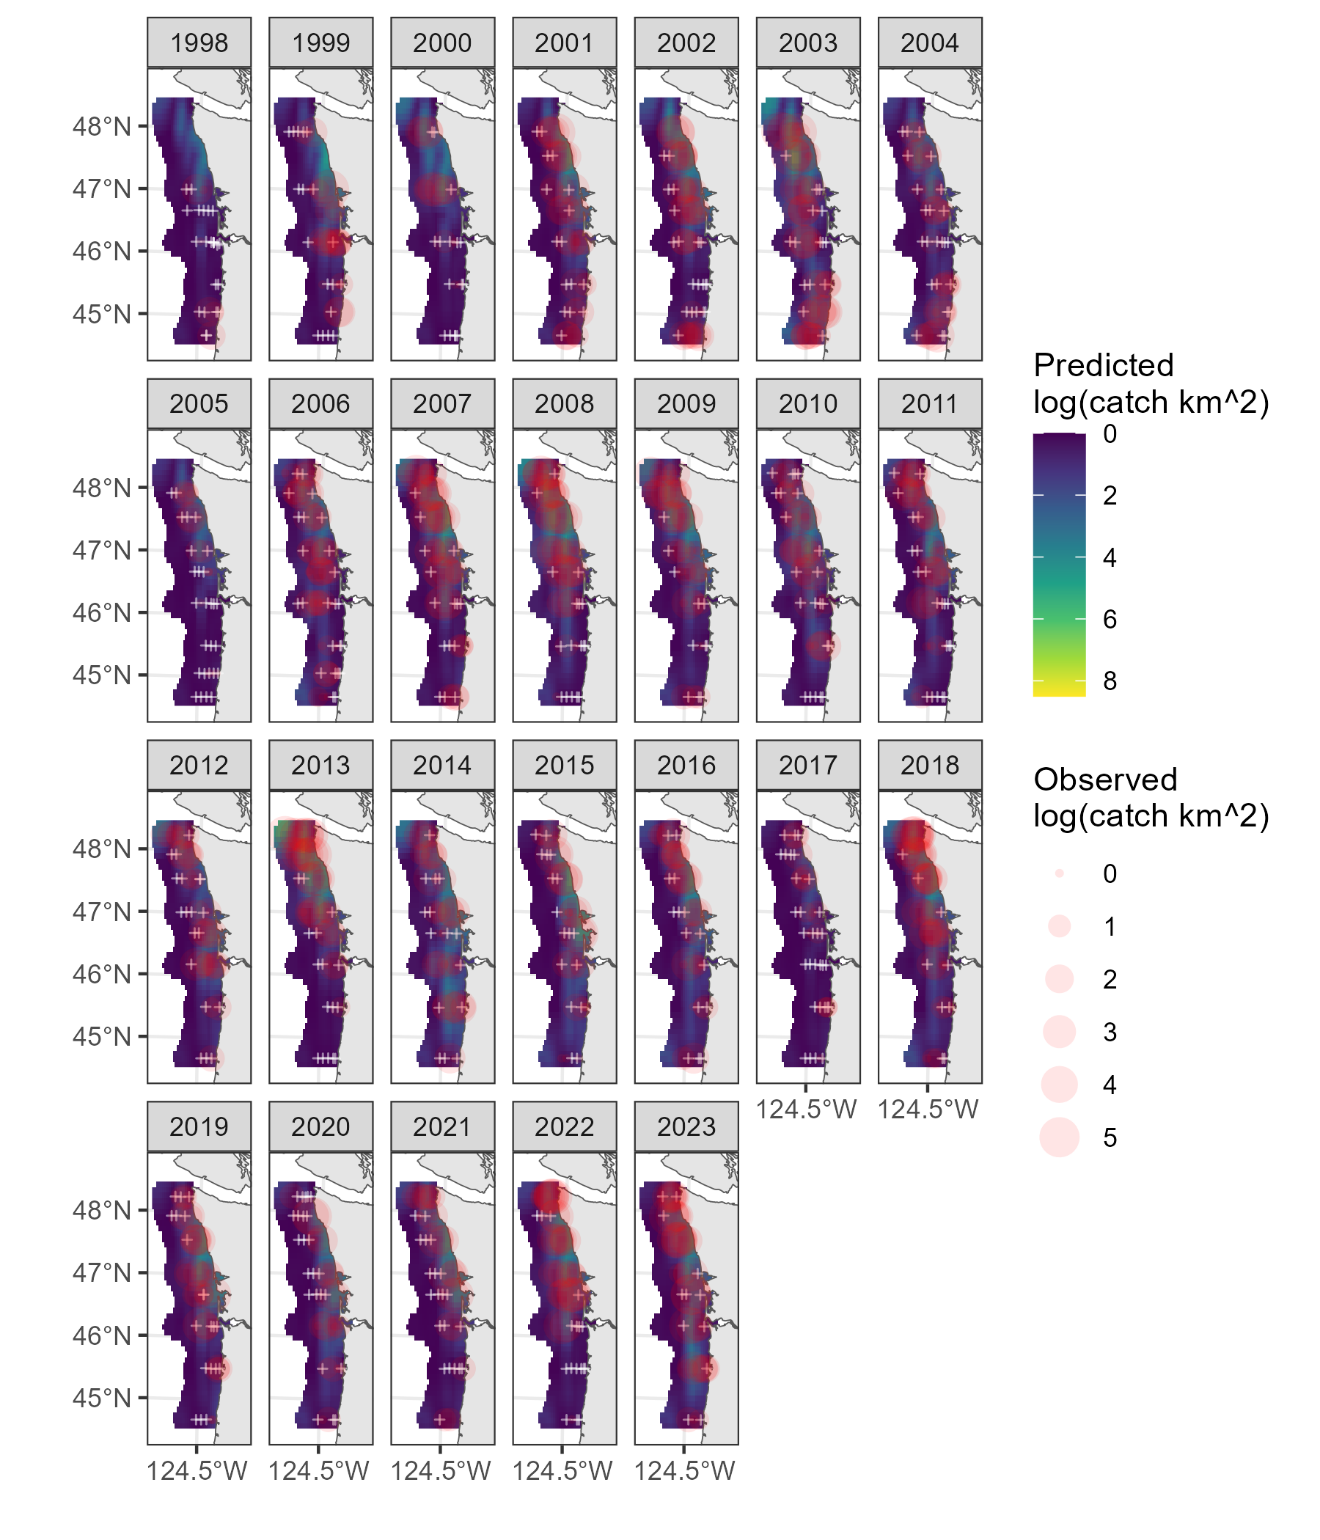 1998 1999 2000 2001 2002 2003 2004
48°N
47°N
46°N
45°N
2005 2006 2007 2008 2009 2010 2011
48°N
47°N
46°N
45°N
2012 2013 2014 2015 2016 2017 2018
48°N
47°N
46°N
45°N
124.5°W 124.5°W
2019 2020 2021 2022 2023
48°N
47°N
46°N
45°N
124.5°W 124.5°W 124.5°W 124.5°W 124.5°W
Predicted
log(catch km^2)
0
2
4
6
8
Observed
log(catch km^2)
0
1
2
3
4
5